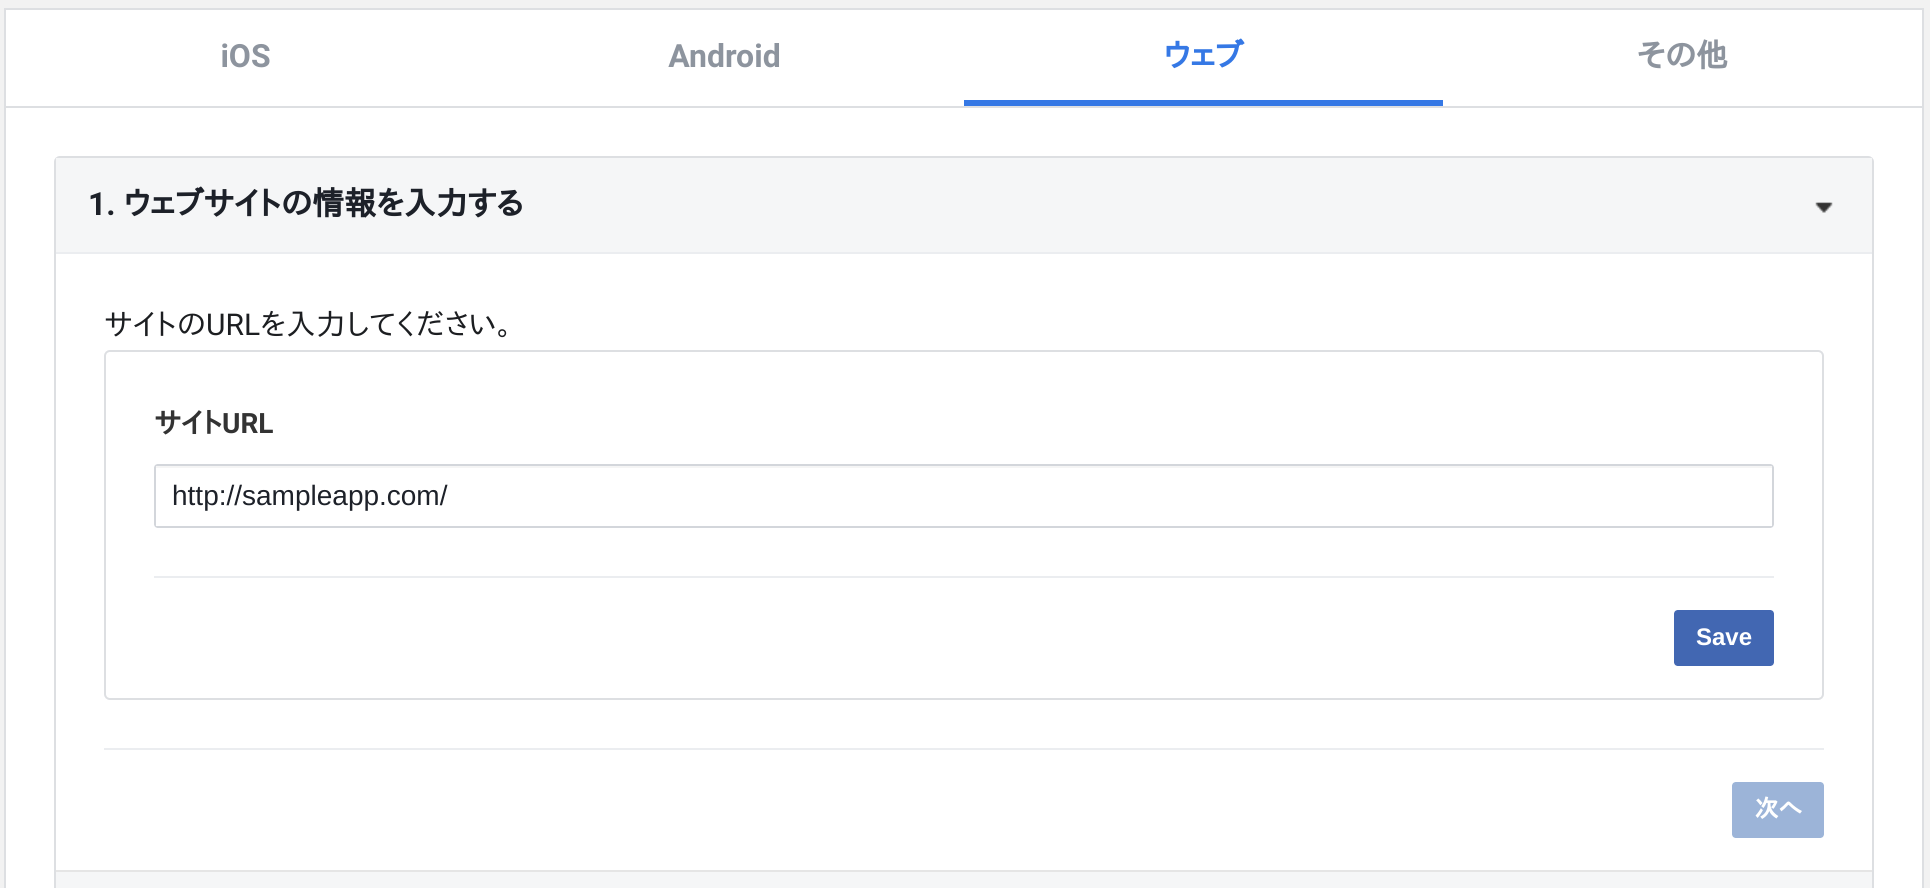 iOS
Android
ウェブ
その他
1. ウェブサイトの情報を入力する
サイトのURLを入力してください。
サイトURL
http://sampleapp.com/
Save
次へ